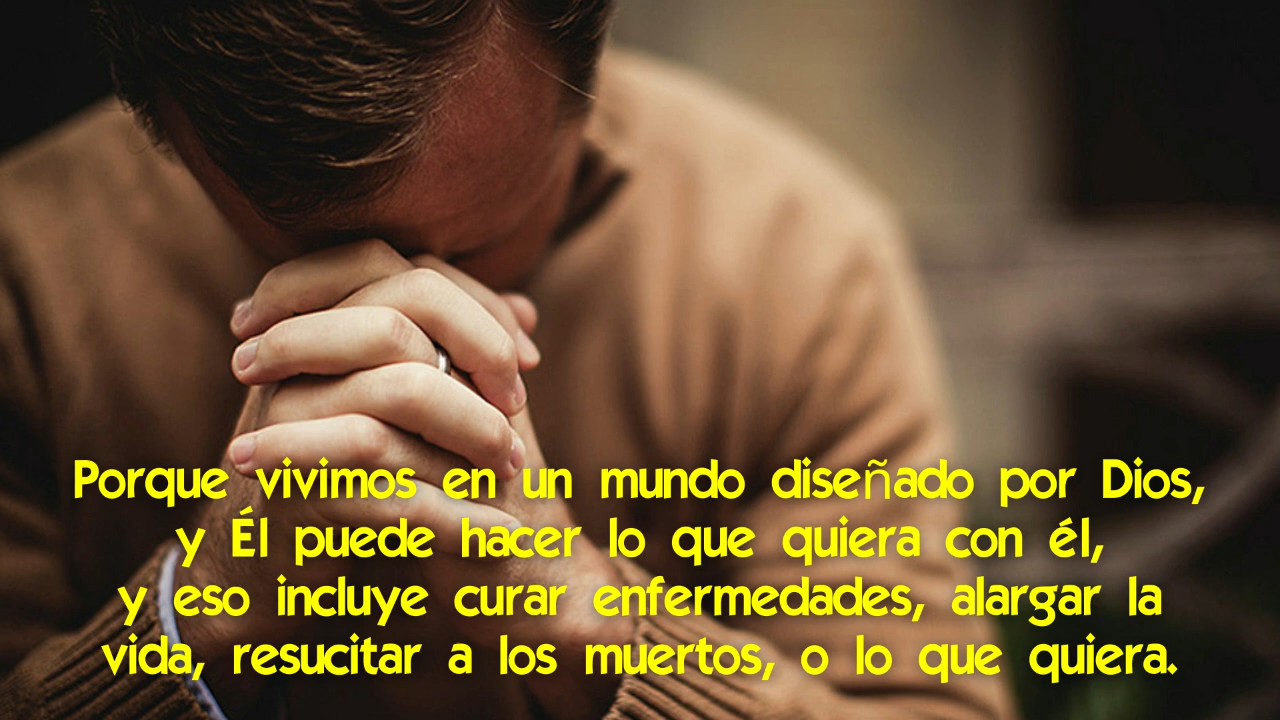 Porque vivimos en un mundo diseñado por Dios,
y Él puede hacer lo que quiera con él,
y eso incluye curar enfermedades, alargar la
vida, resucitar a los muertos, o lo que quiera.